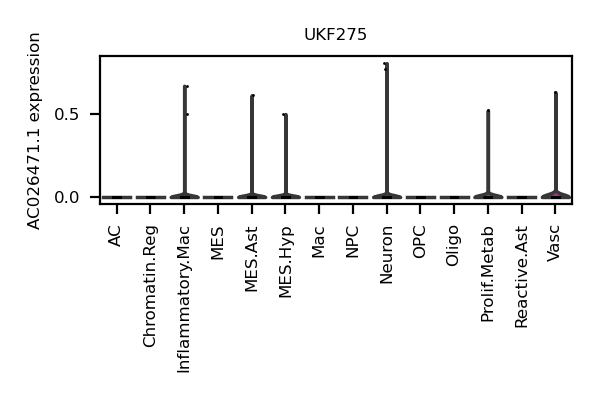 UKF275
AC026471.1 expression
0.5
0.0
AC
Chromatin.Reg
Inflammatory.Mac
MES
MES.Ast
MES.Hyp
Mac
NPC
Neuron
OPC
Oligo
Prolif.Metab
Reactive.Ast
Vasc